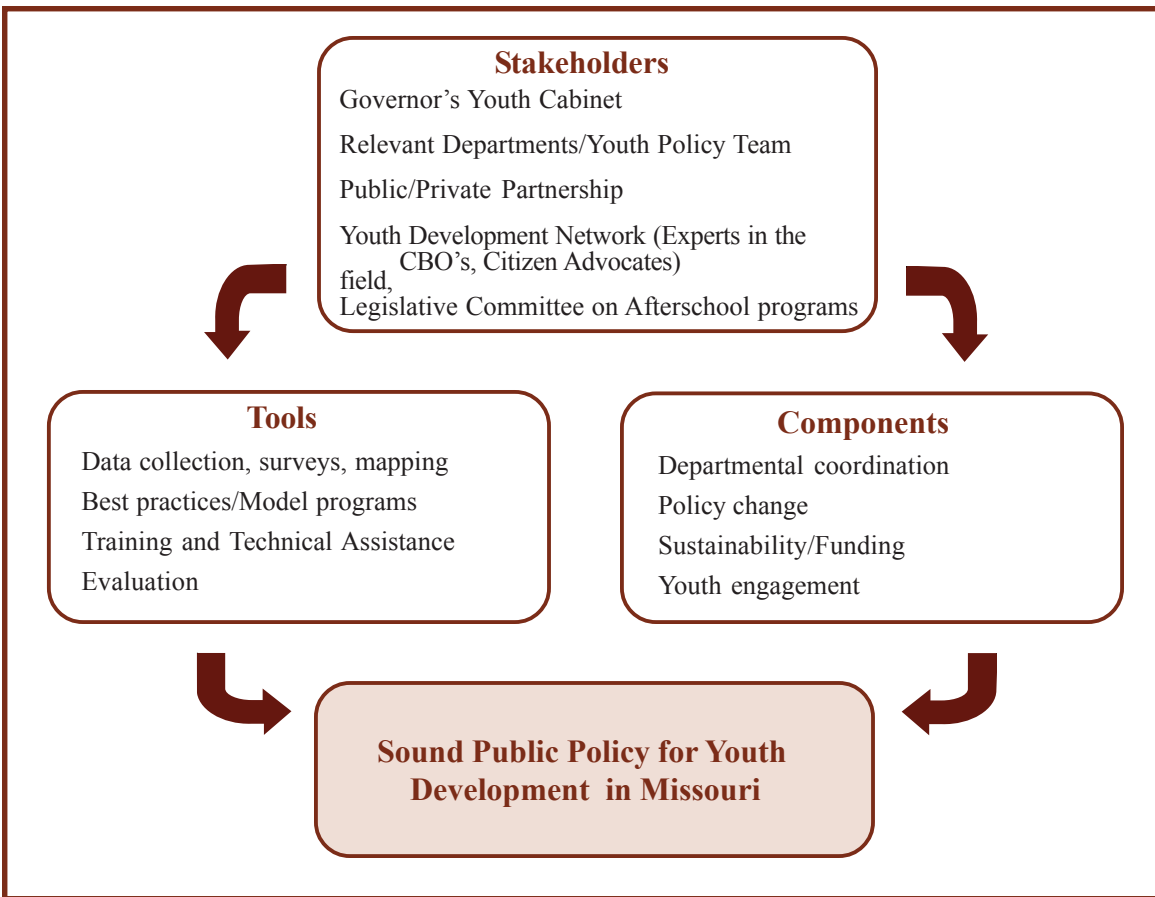 Stakeholders
Governor's Youth Cabinet
Relevant Departments/Youth Policy Team
Public/Private Partnership
Youth Development Network (Experts in the
CBO's, Citizen Advocates)
field,
Legislative Committee on Afterschool programs
Tools
Data collection, surveys, mapping
Best practices/Model programs
Training and Technical Assistance
Evaluation
Components
Departmental coordination
Policy change
Sustainability/Funding
Youth engagement
Sound Public Policy for Youth
Development in Missouri